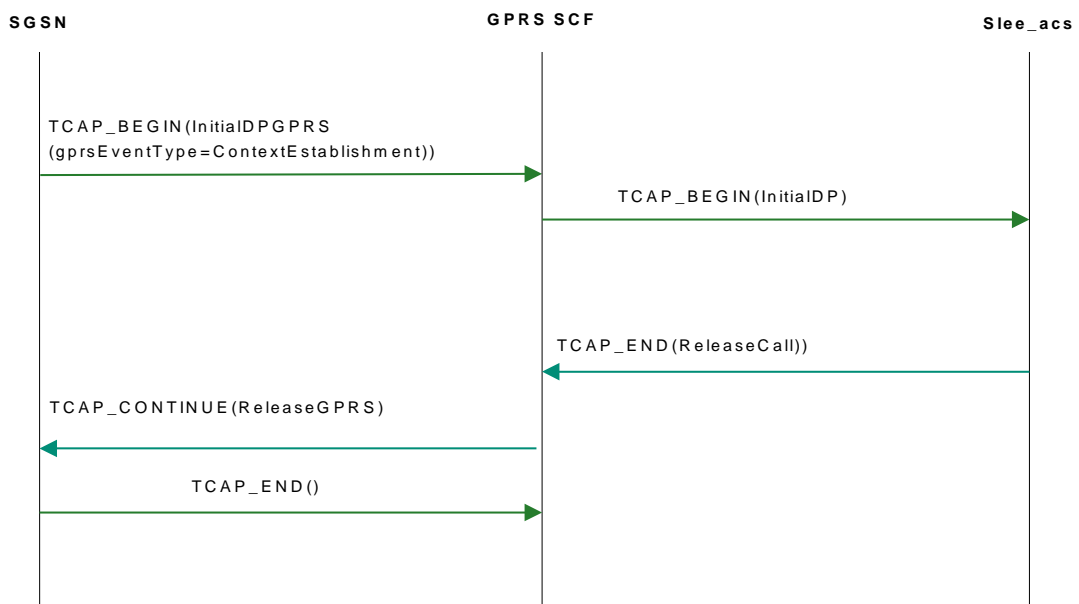 SGSN
GPRS SCF
Slee_acs
TCAP_BEGIN(InitialDPGPRS
(gprsEventType=ContextEstablishment))
TCAP_BEGIN(InitialDP)
TCAP_END(ReleaseCall))
TCAP_CONTINUE(ReleaseGPRS)
TCAP_END()